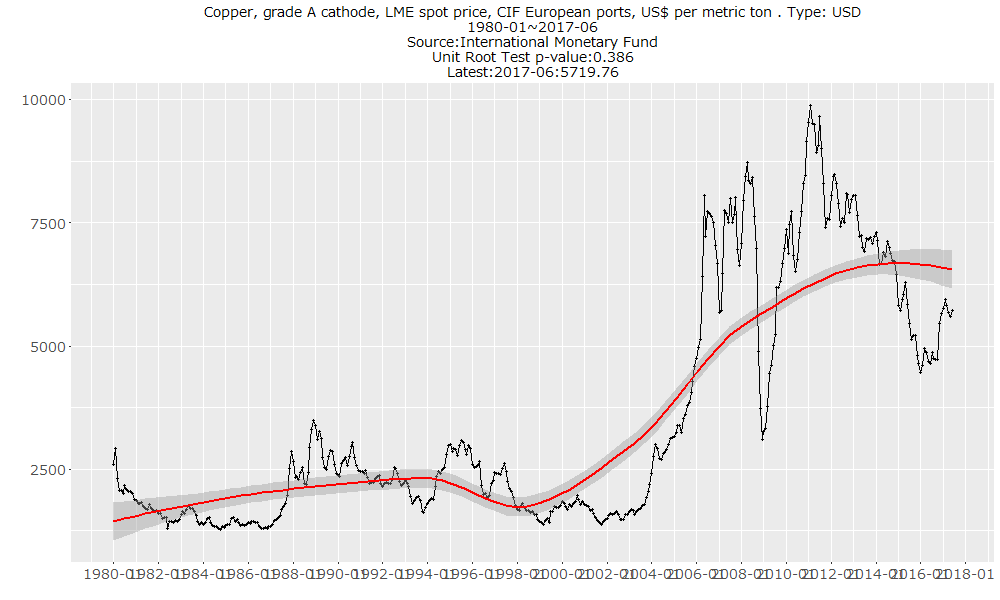 Copper, grade A cathode, LME spot price, CIF European ports, US$ per metric ton . Type: USD
1980-01~2017-06
Source:International Monetary Fund
Unit Root Test p-value:0.386
Latest:2017-06:5719.76
10000
7500
5000
2500
1980-01 1982-01 1984-01 1986-01 1988-01 1990-01 1992-01 1994-01 1996-01 1998-01 2000-01 2002-01 2004-01 2006-01 2008-01 2010-01 2012-01 2014-01 2016-01 2018-01